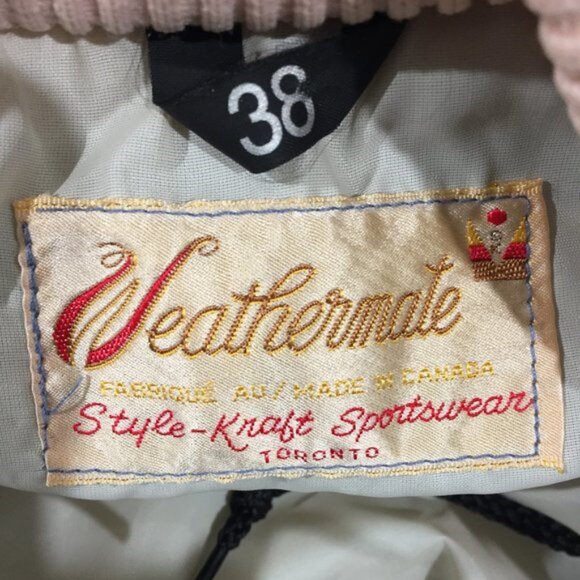 38
Weathermate
FABRIQUÉ AU/MADE IN CANADA
Style-Kraft Sportswear
TORONTO